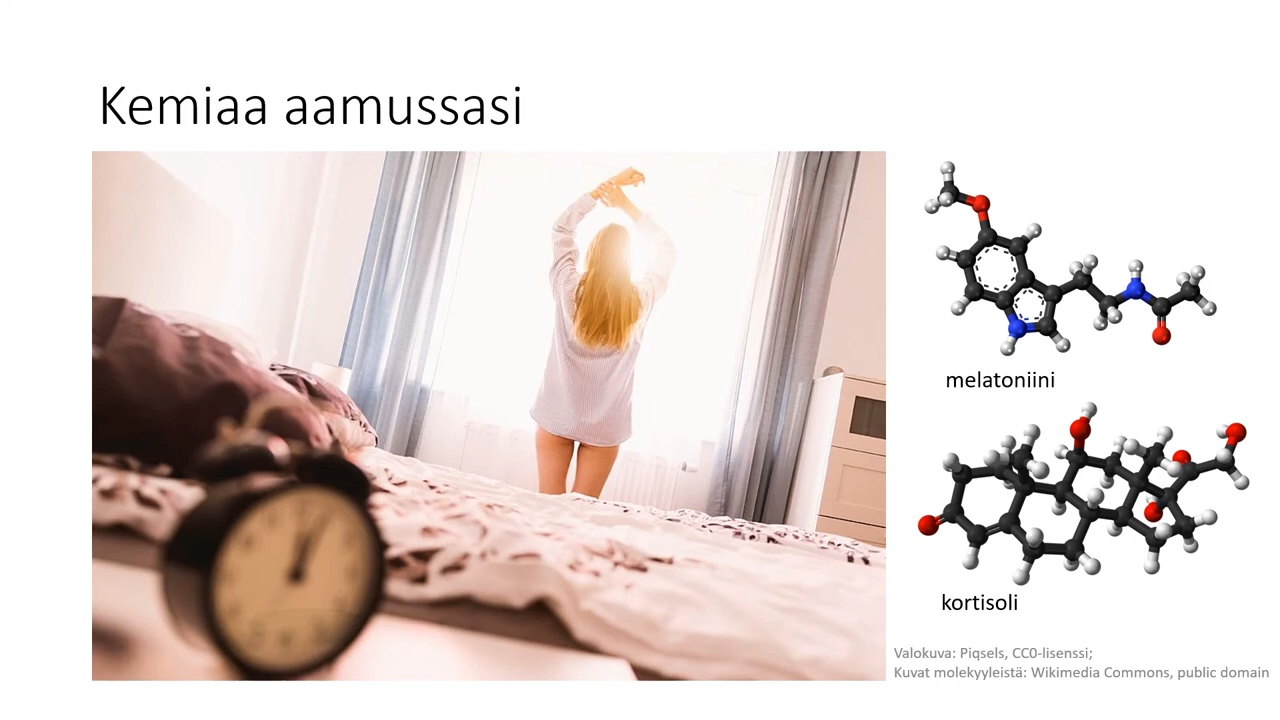 Kemiaa aamussasi
melatoniini
kortisoli
Valokuva: Piqsels, CC0-lisenssi;
Kuvat molekyyleistä: Wikimedia Commons, public domain